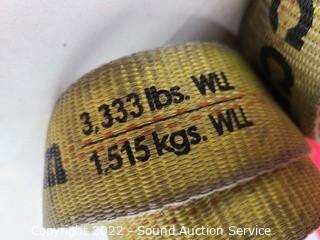 3,333 lbs. WLL
1.515 kgs. WLL
Copyright 2022 - Sound Auction Service